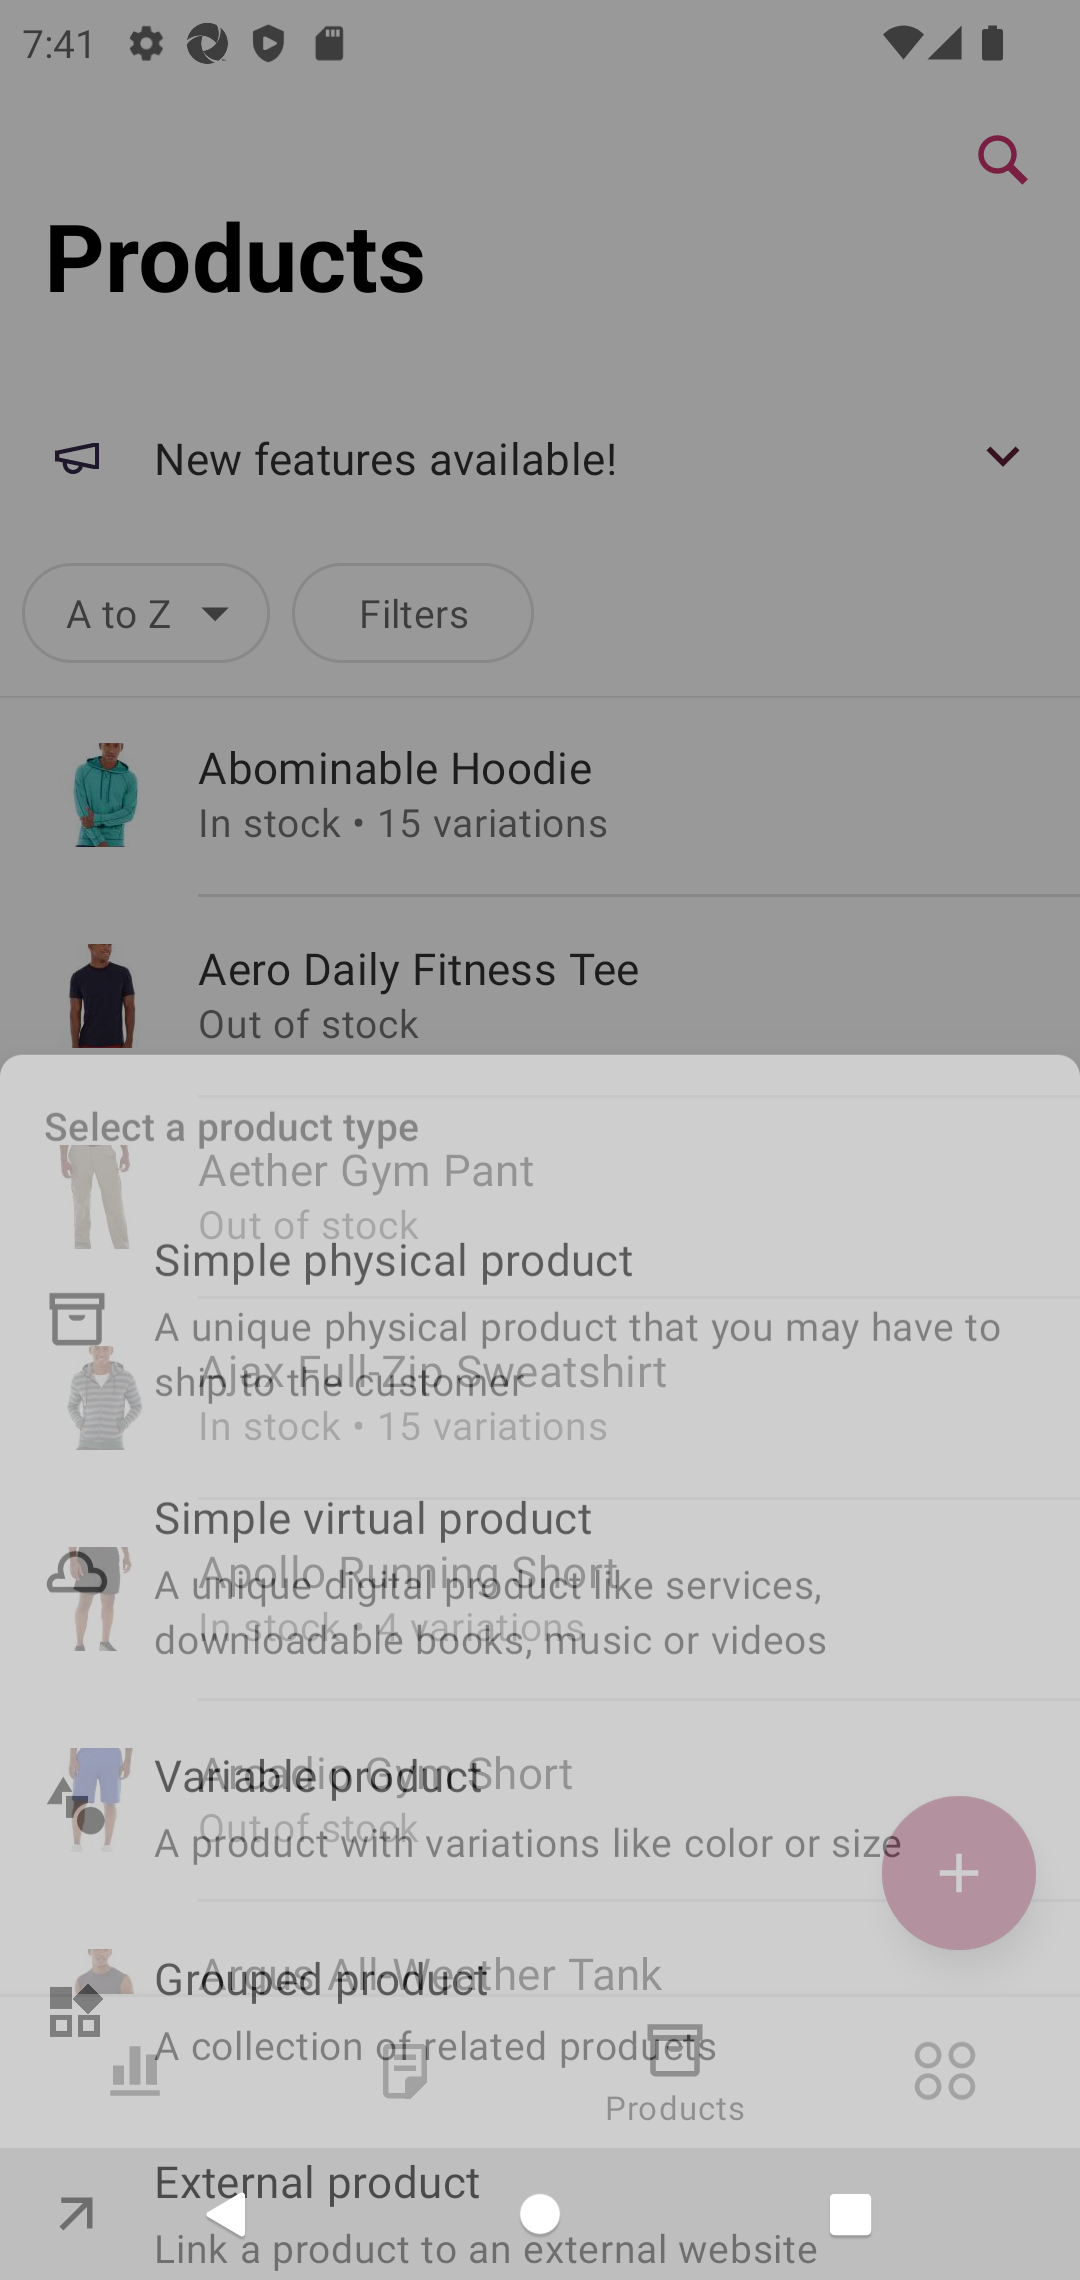 7:41
Products
New features available!
A to Z
Filters
Abominable Hoodie
In stock • 15 variations
Aero Daily Fitness Tee
Out of stock
Select a product type
Aether Gym Pant
Out of stock
Simple physical product
A unique physical product that you may have to
ship to the customer
Ajax Full-Zip Sweatshirt
In stock • 15 variations
Simple virtual product
Apollo Running Short
A unique digital product like services,
In stock • 4 variations
downloadable books, music or videos
Variable product
Arcadio Gym Short
Out of stock
A product with variations like color or size
Grouped product
Argus All-Weather Tank
A collection of related products
Products
External product
Link a product to an external website